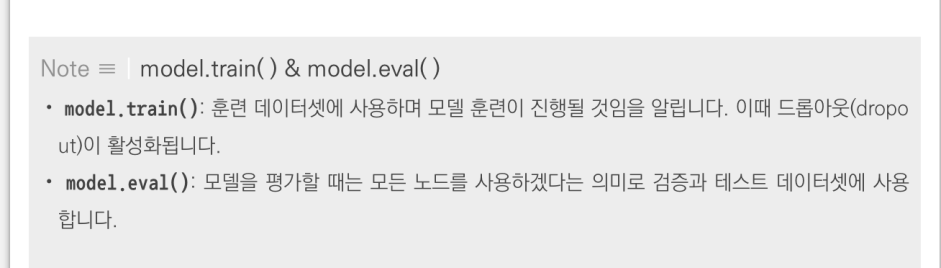 Note ≡ | model.train( ) & model.eval( )
• model.train(): 훈련 데이터셋에 사용하며 모델 훈련이 진행될 것임을 알립니다. 이때 드롭아웃(dropo
ut)이 활성화됩니다.
• model.eval(): 모델을 평가할 때는 모든 노드를 사용하겠다는 의미로 검증과 테스트 데이터셋에 사용
합니다.